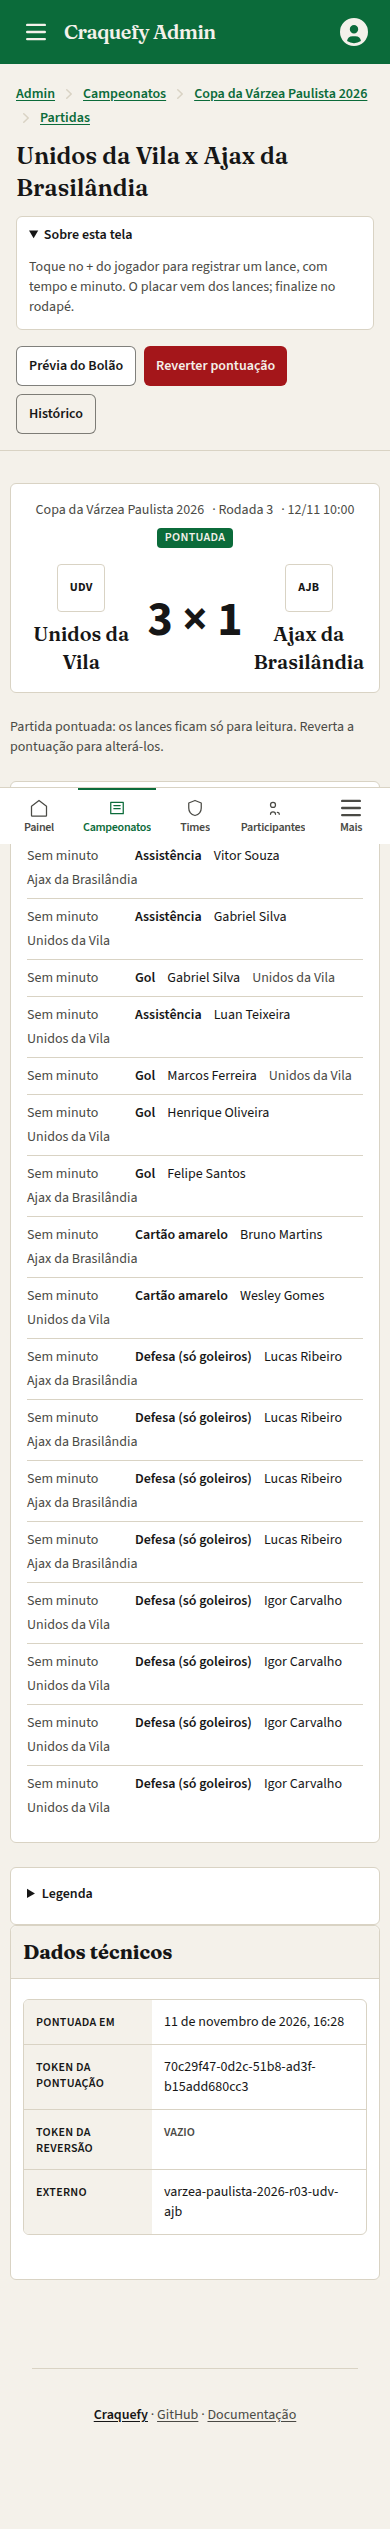 Craquefy Admin
Admin > Campeonatos > Copa da Várzea Paulista 2026
> Partidas
Unidos da Vila x Ajax da
Brasilândia
Sobre esta tela
Toque no + do jogador para registrar um lance, com
tempo e minuto. O placar vem dos lances; finalize no
rodapé.
Prévia do Bolão
Reverter pontuação
Histórico
Copa da Várzea Paulista 2026 · Rodada 3 · 12/11 10:00
PONTUADA
UDV
3 × 1
AJB
Unidos da
Vila
Ajax da
Brasilândia
Partida pontuada: os lances ficam só para leitura. Reverta a
pontuação para alterá-los.
Painel
Campeonatos
Times
Participantes
Mais
Sem minuto Assistência Vitor Souza
Ajax da Brasilândia
Sem minuto Assistência Gabriel Silva
Unidos da Vila
Sem minuto Gol Gabriel Silva Unidos da Vila
Sem minuto Assistência Luan Teixeira
Unidos da Vila
Sem minuto Gol Marcos Ferreira Unidos da Vila
Sem minuto Gol Henrique Oliveira
Unidos da Vila
Sem minuto Gol Felipe Santos
Ajax da Brasilândia
Sem minuto Cartão amarelo Bruno Martins
Ajax da Brasilândia
Sem minuto Cartão amarelo Wesley Gomes
Unidos da Vila
Sem minuto Defesa (só goleiros) Lucas Ribeiro
Ajax da Brasilândia
Sem minuto Defesa (só goleiros) Lucas Ribeiro
Ajax da Brasilândia
Sem minuto Defesa (só goleiros) Lucas Ribeiro
Ajax da Brasilândia
Sem minuto Defesa (só goleiros) Lucas Ribeiro
Ajax da Brasilândia
Sem minuto Defesa (só goleiros) Igor Carvalho
Unidos da Vila
Sem minuto Defesa (só goleiros) Igor Carvalho
Unidos da Vila
Sem minuto Defesa (só goleiros) Igor Carvalho
Unidos da Vila
Sem minuto Defesa (só goleiros) Igor Carvalho
Unidos da Vila
Legenda
Dados técnicos
PONTUADA EM
11 de novembro de 2026, 16:28
TOKEN DA
PONTUAÇÃO
70c29f47-0d2c-51b8-ad3f-
b15add680cc3
TOKEN DA
REVERSÃO
VAZIO
EXTERNO
varzea-paulista-2026-r03-udv-
ajb
Craquefy · GitHub · Documentação